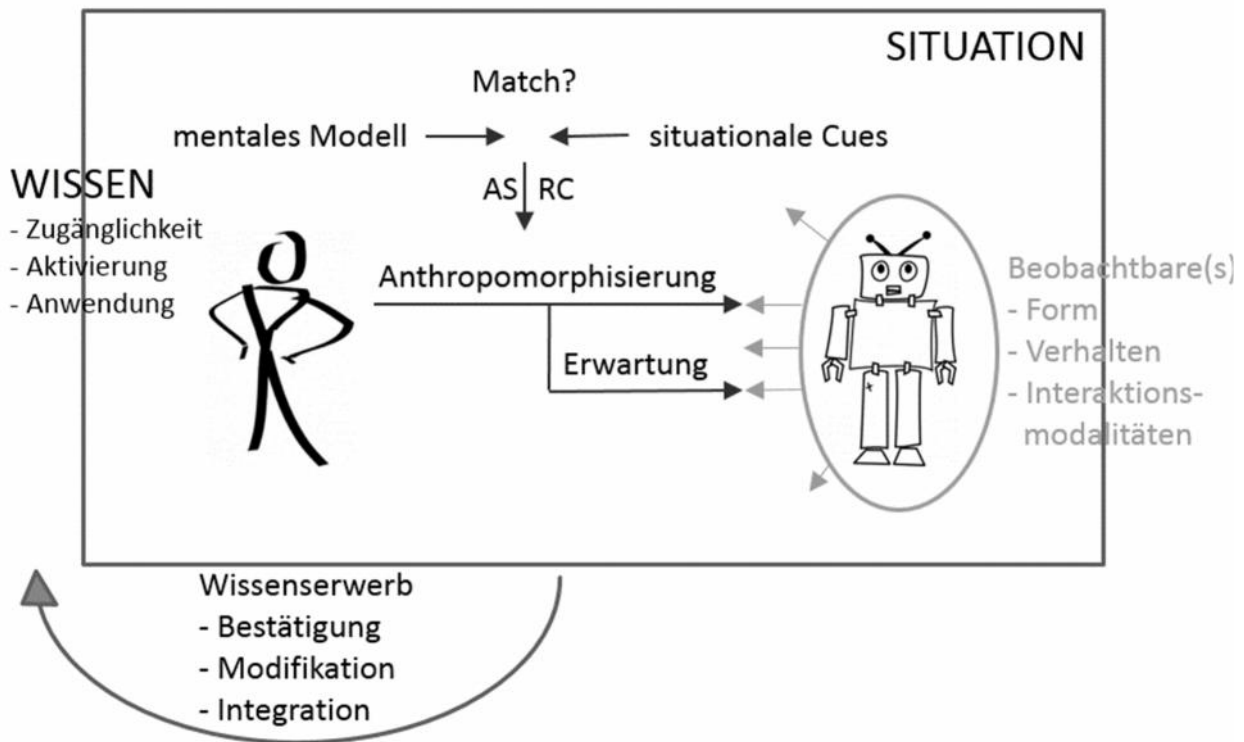 SITUATION
Match?
mentales Modell
situationale Cues
AS RC
WISSEN
- Zugänglichkeit
- Aktivierung
- Anwendung
Anthropomorphisierung
Erwartung
Beobachtbare(s)
- Form
- Verhalten
- Interaktions-
modalitäten
Wissenserwerb
- Bestätigung
- Modifikation
- Integration